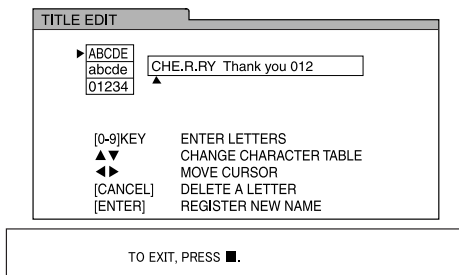 TITLE EDIT
▶ABCDE
abcde
01234
CHE.R.RY Thank you 012
▲
[0-9]KEY ENTER LETTERS
▲▼ CHANGE CHARACTER TABLE
◀▶ MOVE CURSOR
[CANCEL] DELETE A LETTER
[ENTER] REGISTER NEW NAME
TO EXIT, PRESS ■.